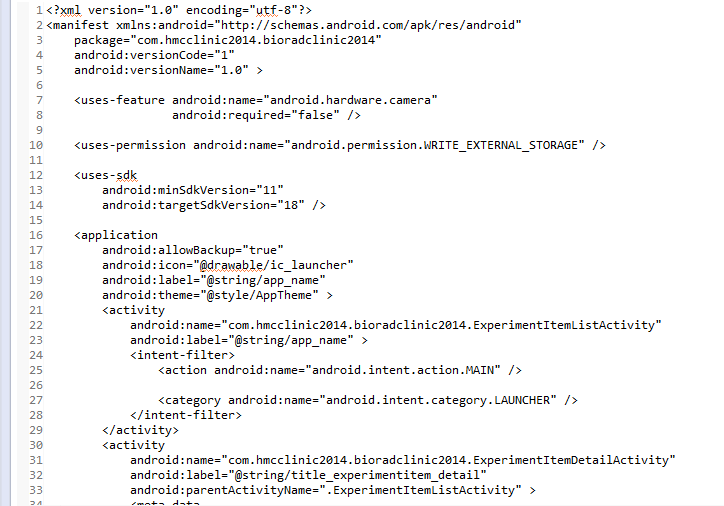 1 <?xml version="1.0" encoding="utf-8"?>
2 <manifest xmlns:android="http://schemas.android.com/apk/res/android"
3     package="com.hmcclinic2014.bioradclinic2014"
4     android:versionCode="1"
5     android:versionName="1.0" >
6
7     <uses-feature android:name="android.hardware.camera"
8                   android:required="false" />
9
10     <uses-permission android:name="android.permission.WRITE_EXTERNAL_STORAGE" />
11
12     <uses-sdk
13         android:minSdkVersion="11"
14         android:targetSdkVersion="18" />
15
16     <application
17         android:allowBackup="true"
18         android:icon="@drawable/ic_launcher"
19         android:label="@string/app_name"
20         android:theme="@style/AppTheme" >
21         <activity
22             android:name="com.hmcclinic2014.bioradclinic2014.ExperimentItemListActivity"
23             android:label="@string/app_name" >
24             <intent-filter>
25                 <action android:name="android.intent.action.MAIN" />
26
27                 <category android:name="android.intent.category.LAUNCHER" />
28             </intent-filter>
29         </activity>
30         <activity
31             android:name="com.hmcclinic2014.bioradclinic2014.ExperimentItemDetailActivity"
32             android:label="@string/title_experimentitem_detail"
33             android:parentActivityName=".ExperimentItemListActivity" >
34             <meta-data